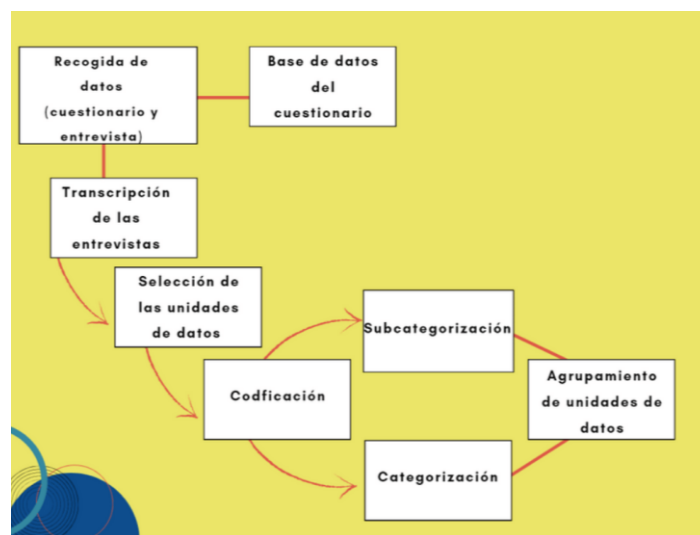 Recogida de
datos
(cuestionario y
entrevista)
Base de datos
del
cuestionario
Transcripción
de las
entrevistas
Selección de
las unidades
de datos
Codficación
Subcategorización
Categorización
Agrupamiento
de unidades de
datos